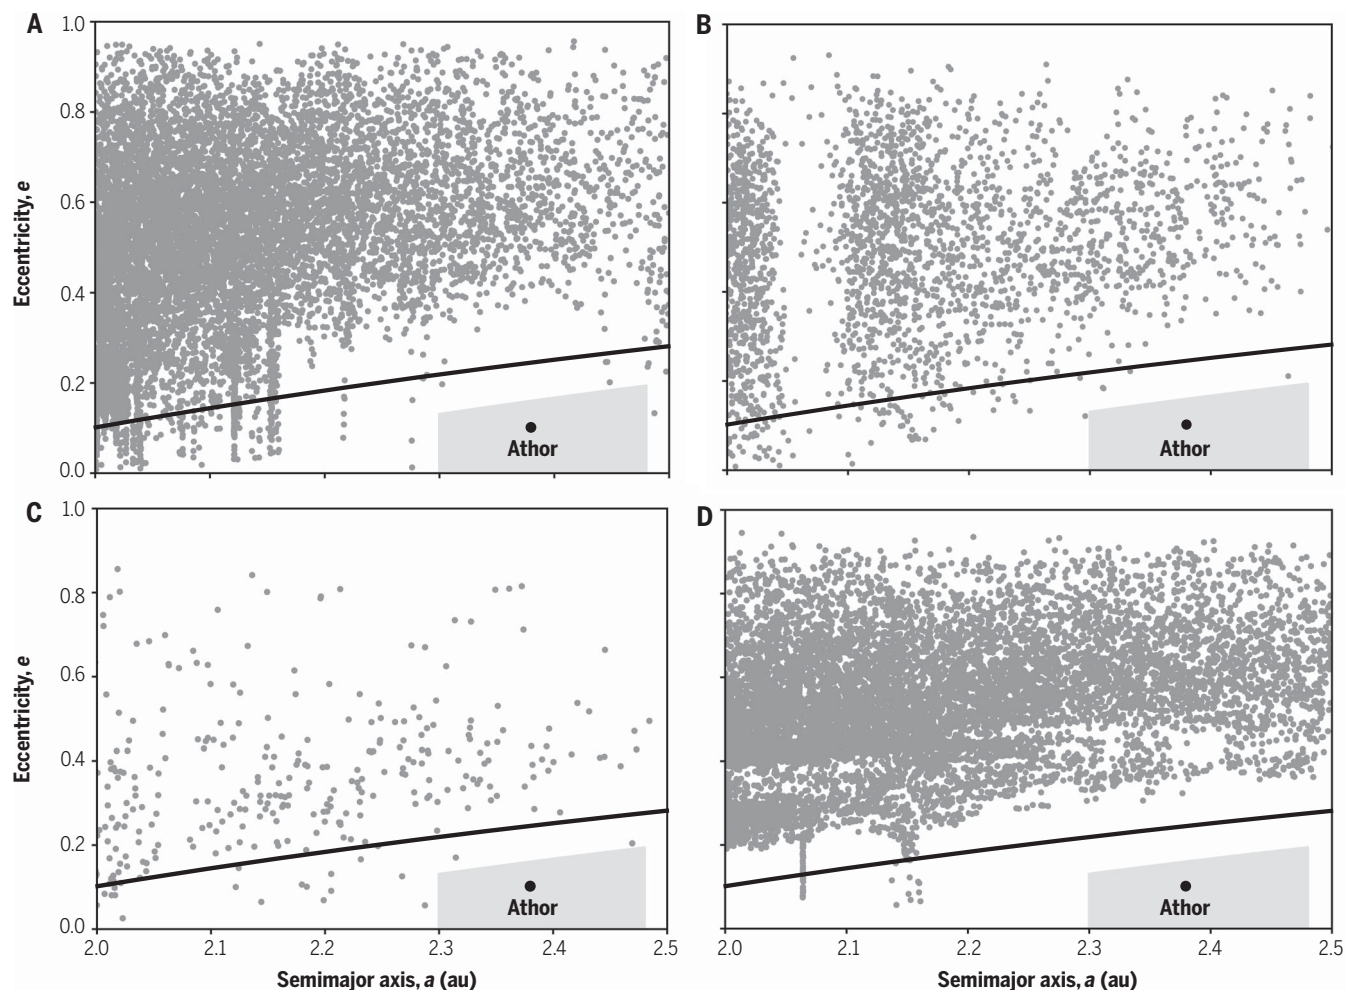 A
B
1.0
0.8
0.6
0.4
0.2
0.0
Eccentricity, e
Athor
Athor
C
D
1.0
0.8
0.6
0.4
0.2
0.0
Eccentricity, e
Athor
Athor
2.0 2.1 2.2 2.3 2.4 2.5
2.0 2.1 2.2 2.3 2.4 2.5
Semimajor axis, a (au)
Semimajor axis, a (au)